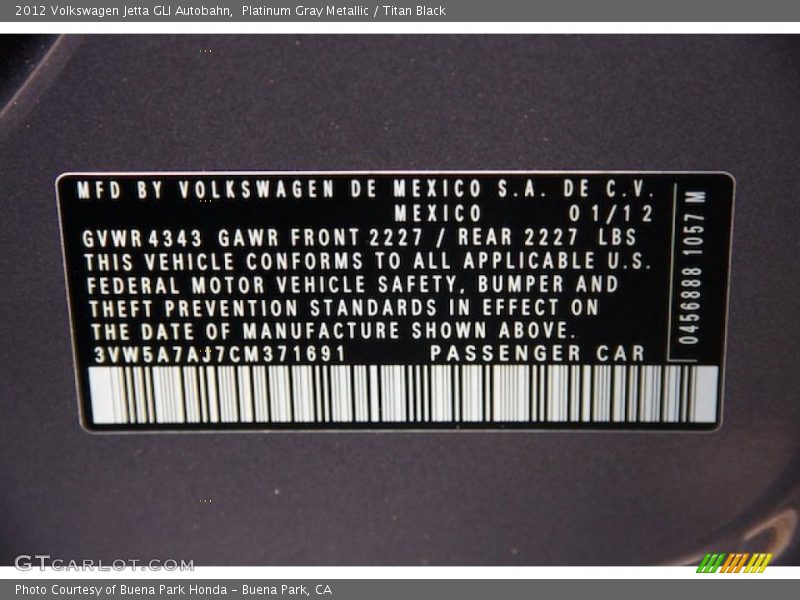 2012 Volkswagen Jetta GLI Autobahn,  Platinum Gray Metallic / Titan Black
MFD BY VOLKSWAGEN DE MEXICO S.A. DE C.V.
MEXICO 01/12
GVWR 4343 GAWR FRONT 2227 / REAR 2227 LBS
THIS VEHICLE CONFORMS TO ALL APPLICABLE U.S.
FEDERAL MOTOR VEHICLE SAFETY, BUMPER AND
THEFT PREVENTION STANDARDS IN EFFECT ON
THE DATE OF MANUFACTURE SHOWN ABOVE.
3VW5A7AJ7CM371691 PASSENGER CAR
0456888 1057 M
GTCARLOT.COM
Photo Courtesy of Buena Park Honda - Buena Park, CA